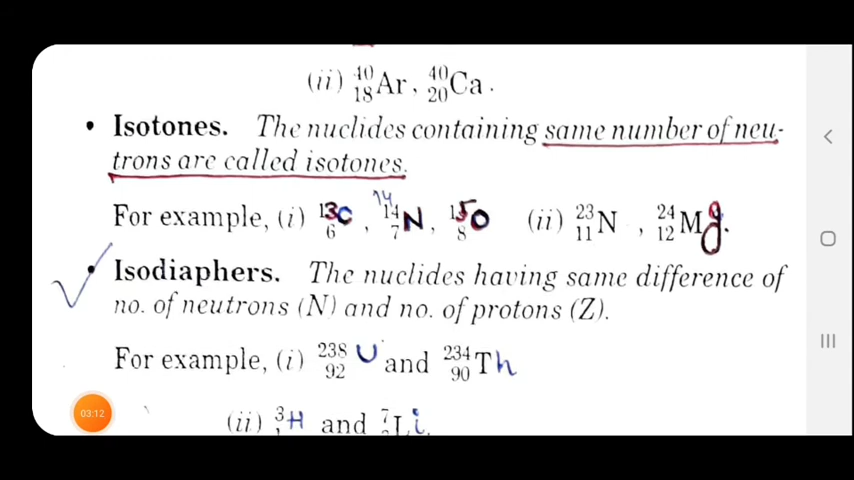 (ii) ⁴⁰₁₈Ar, ⁴⁰₂₀Ca.
• Isotones. The nuclides containing same number of neu-
trons are called isotones.
14
For example, (i) ¹³₆C, ¹⁴₇N, ¹⁵₈O (ii) ²³₁₁N , ²⁴₁₂Mg.
• Isodiaphers. The nuclides having same difference of
no. of neutrons (N) and no. of protons (Z).
For example, (i) ²³⁸₉₂U and ²³⁴₉₀Th
(ii) ³H and ⁷Li.
03:12